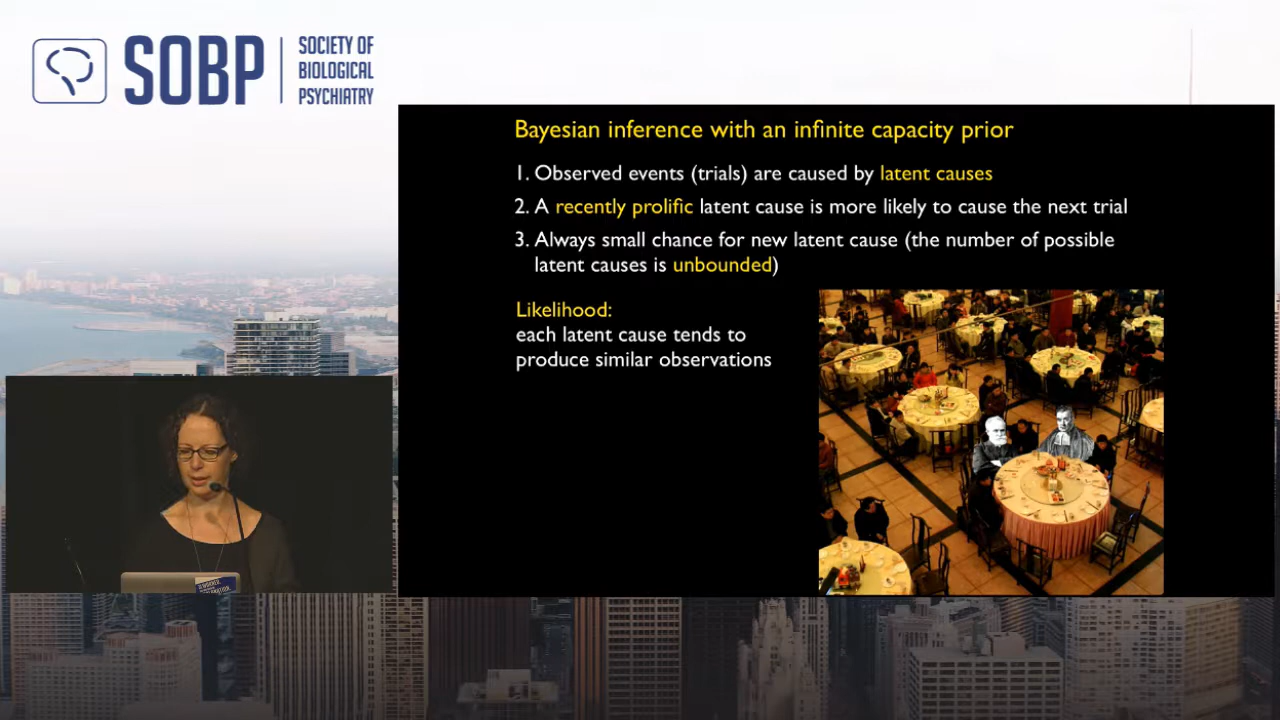 SOBP
SOCIETY OF
BIOLOGICAL
PSYCHIATRY
Bayesian inference with an infinite capacity prior
1. Observed events (trials) are caused by latent causes
2. A recently prolific latent cause is more likely to cause the next trial
3. Always small chance for new latent cause (the number of possible
latent causes is unbounded)
Likelihood:
each latent cause tends to
produce similar observations